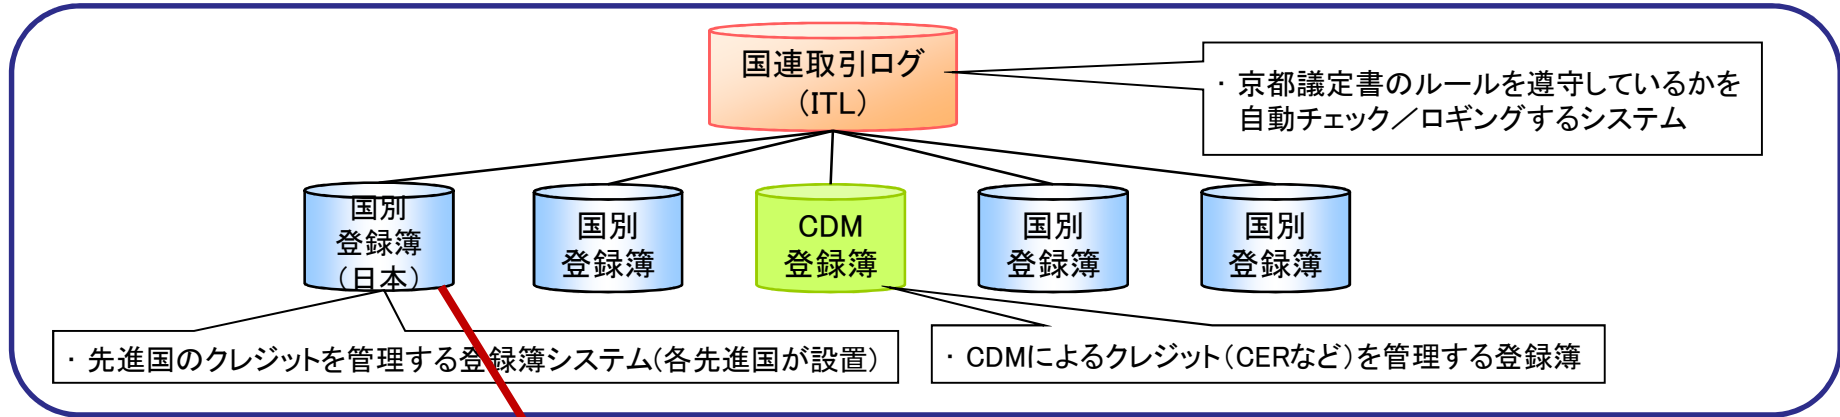 国連取引ログ
（ITL）
・ 京都議定書のルールを遵守しているかを
自動チェック／ロギングするシステム
国別
登録簿
（日本）
国別
登録簿
CDM
登録簿
国別
登録簿
国別
登録簿
・ 先進国のクレジットを管理する登録簿システム（各先進国が設置）
・ CDMによるクレジット（CERなど）を管理する登録簿